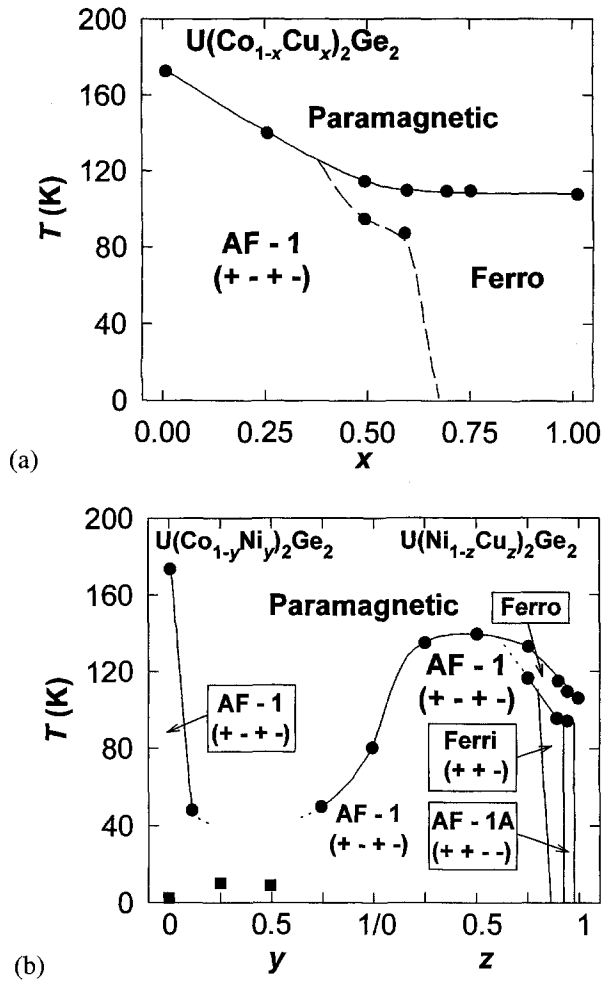 U(Co1-xCux)2Ge2
200
160
120
80
40
0
T (K)
Paramagnetic
AF - 1
(+ - + -)
Ferro
0.00 0.25 0.50 0.75 1.00
x
(a)
200
160
120
80
40
0
T (K)
U(Co1-yNiy)2Ge2 U(Ni1-zCuz)2Ge2
Paramagnetic
Ferro
AF - 1
(+ - + -)
AF - 1
(+ - + -)
Ferri
(+ + -)
AF - 1
(+ - + -)
AF - 1A
(+ + - -)
0 0.5 1/0 0.5 1
y z
(b)